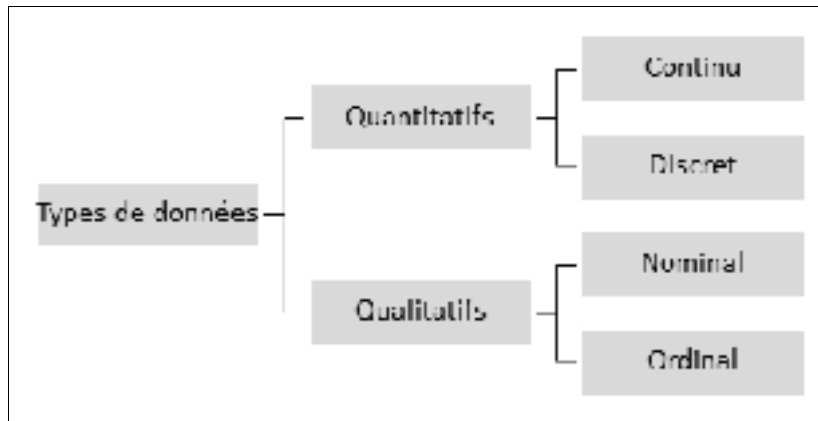 Types de données
Quantitatifs
Continu
Discret
Qualitatifs
Nominal
Ordinal